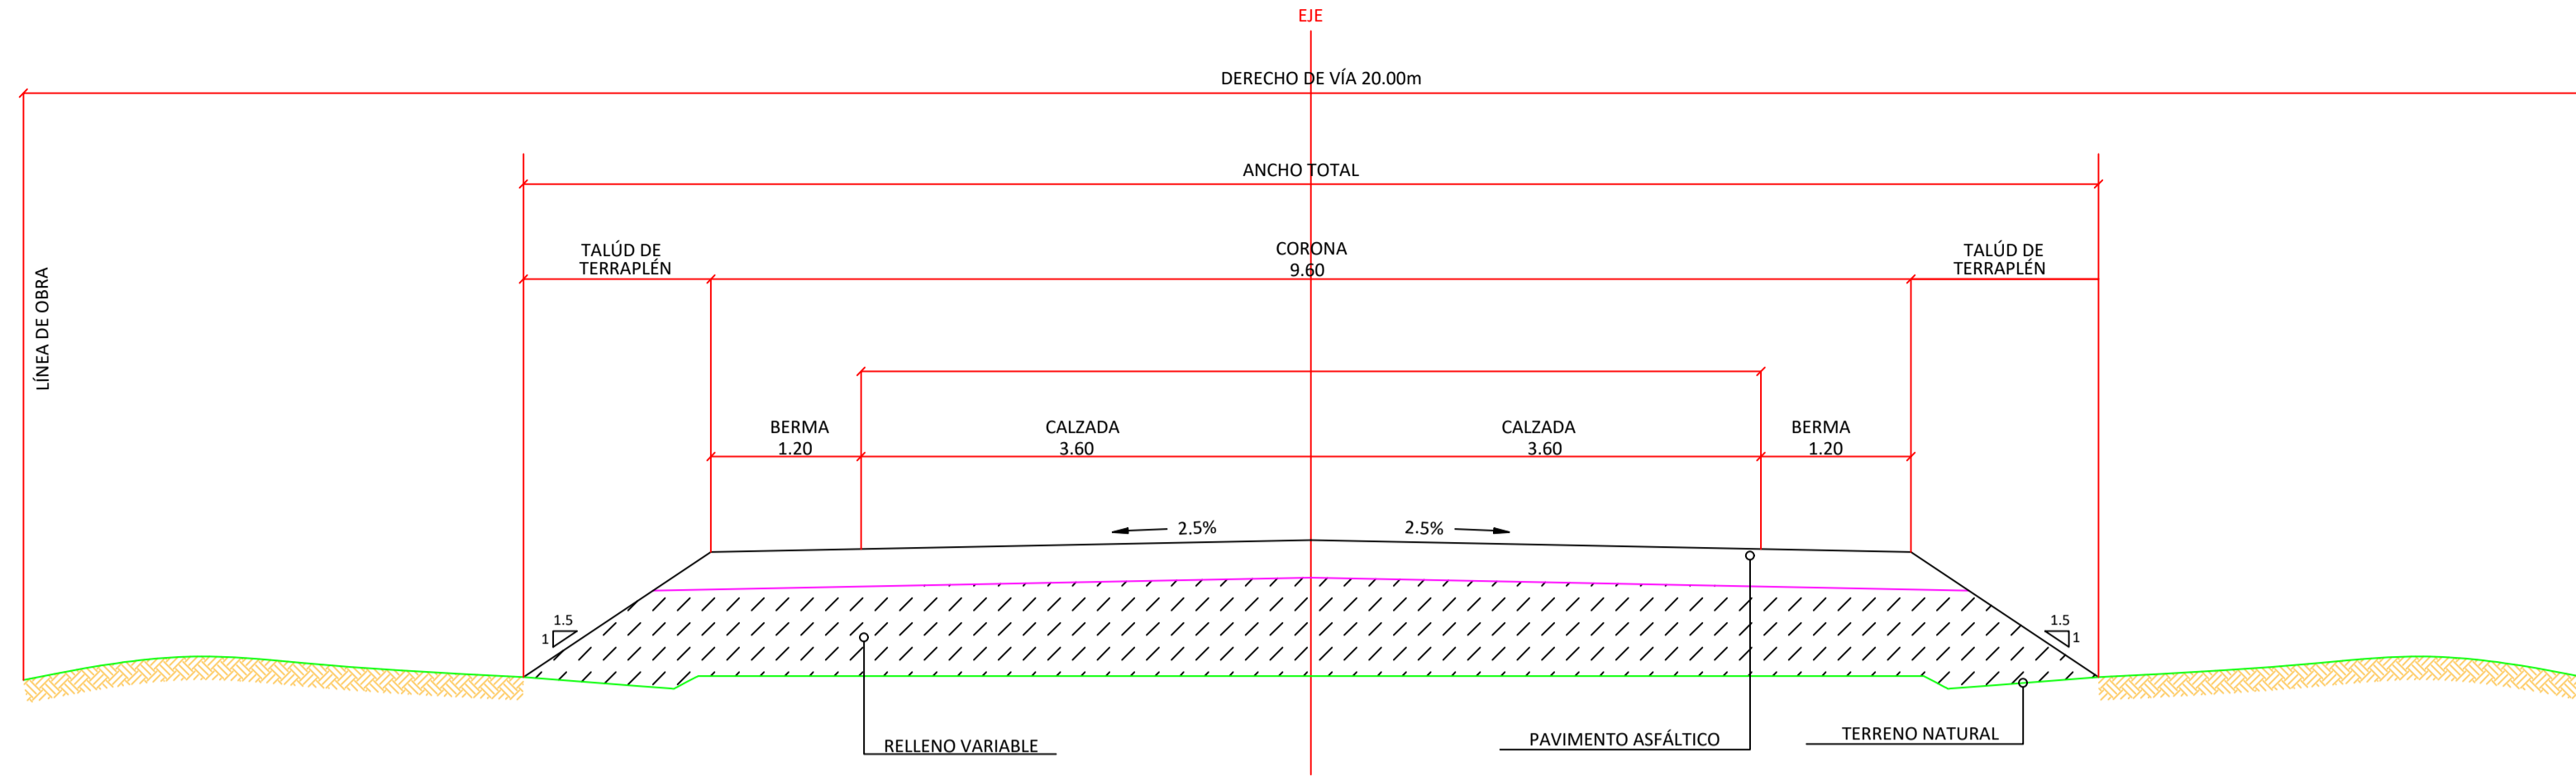 EJE
DERECHO DE VÍA 20.00m
ANCHO TOTAL
TALÚD DE
TERRAPLÉN
CORONA
9.60
TALÚD DE
TERRAPLÉN
LÍNEA DE OBRA
BERMA
1.20
CALZADA
3.60
CALZADA
3.60
BERMA
1.20
2.5%
2.5%
1.5
1
1.5
1
RELLENO VARIABLE
PAVIMENTO ASFÁLTICO
TERRENO NATURAL